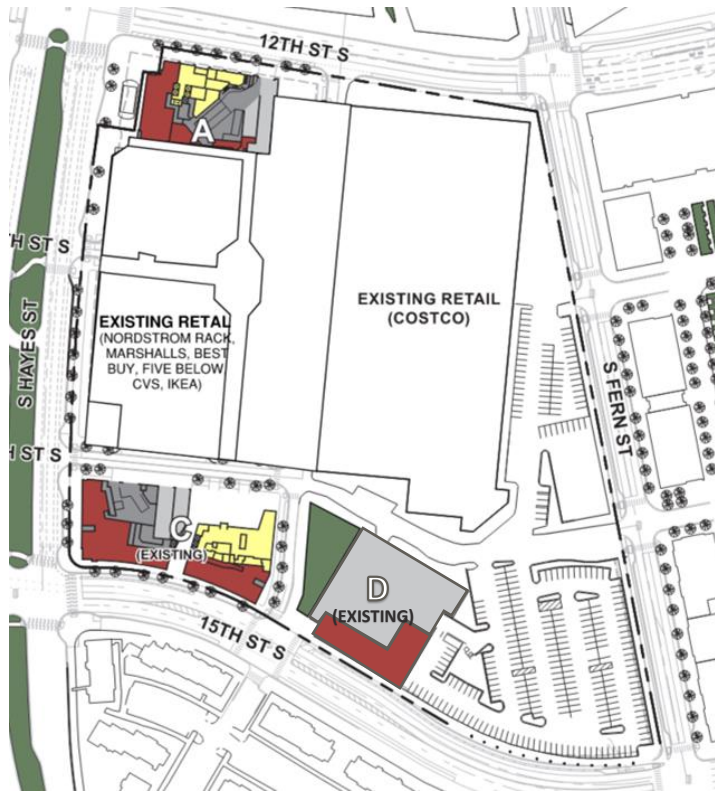 12TH ST S
A
TH ST S
EXISTING RETAL
(NORDSTROM RACK,
MARSHALLS, BEST
BUY, FIVE BELOW
CVS, IKEA)
EXISTING RETAIL
(COSTCO)
S HAYES ST
S FERN ST
H ST S
C
(EXISTING)
D
(EXISTING)
15TH ST S